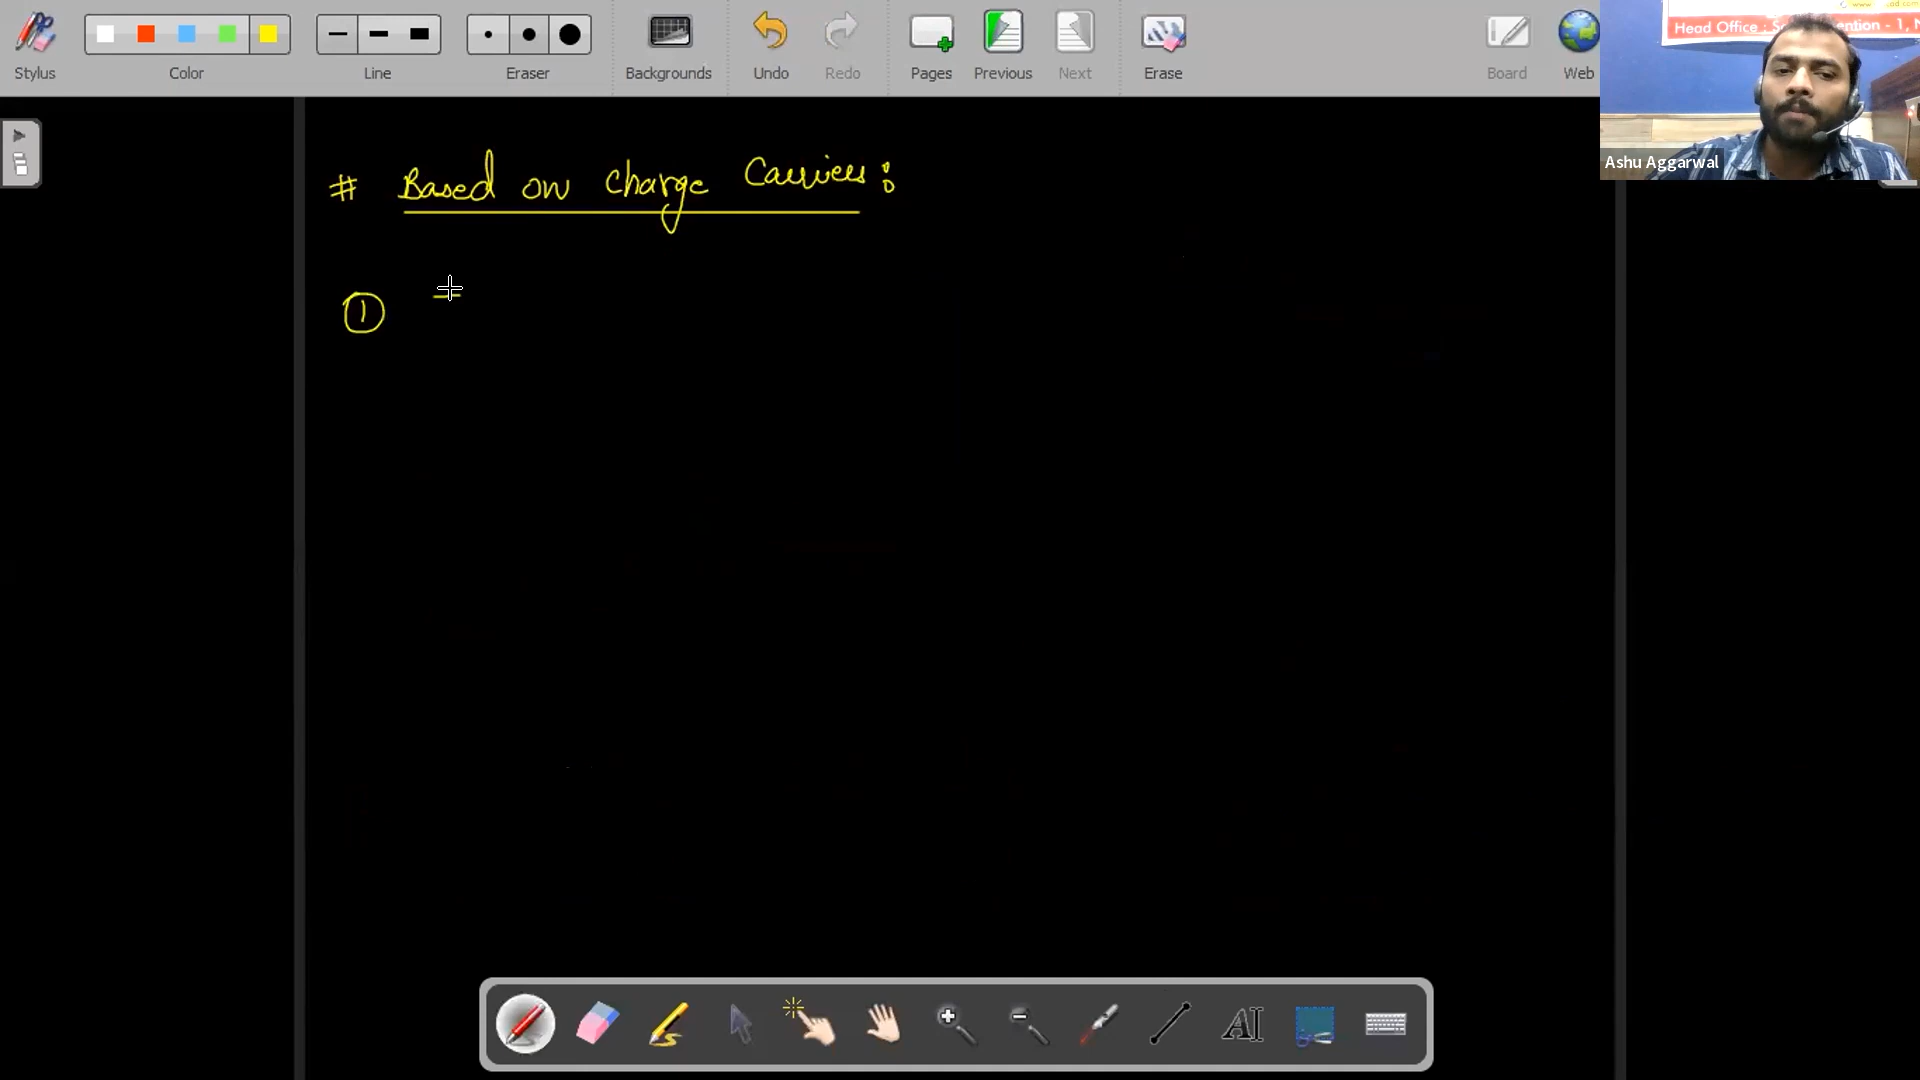 Stylus
Color
Line
Eraser
Backgrounds
Undo
Redo
Pages
Previous
Next
Erase
Board
Web
Head Office :
Ashu Aggarwal
# Based on charge Carriers :
①
AI